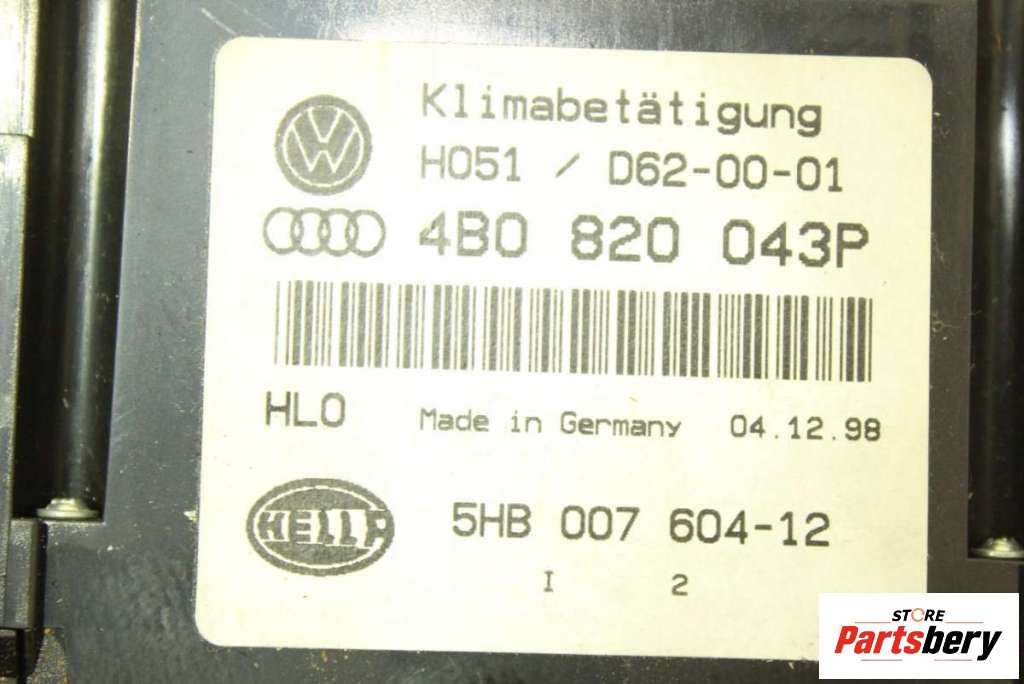 Klimabetätigung
H051 / D62-00-01
4B0 820 043P
HLO Made in Germany 04.12.98
HELLA 5HB 007 604-12
I 2
STORE
Partsbery